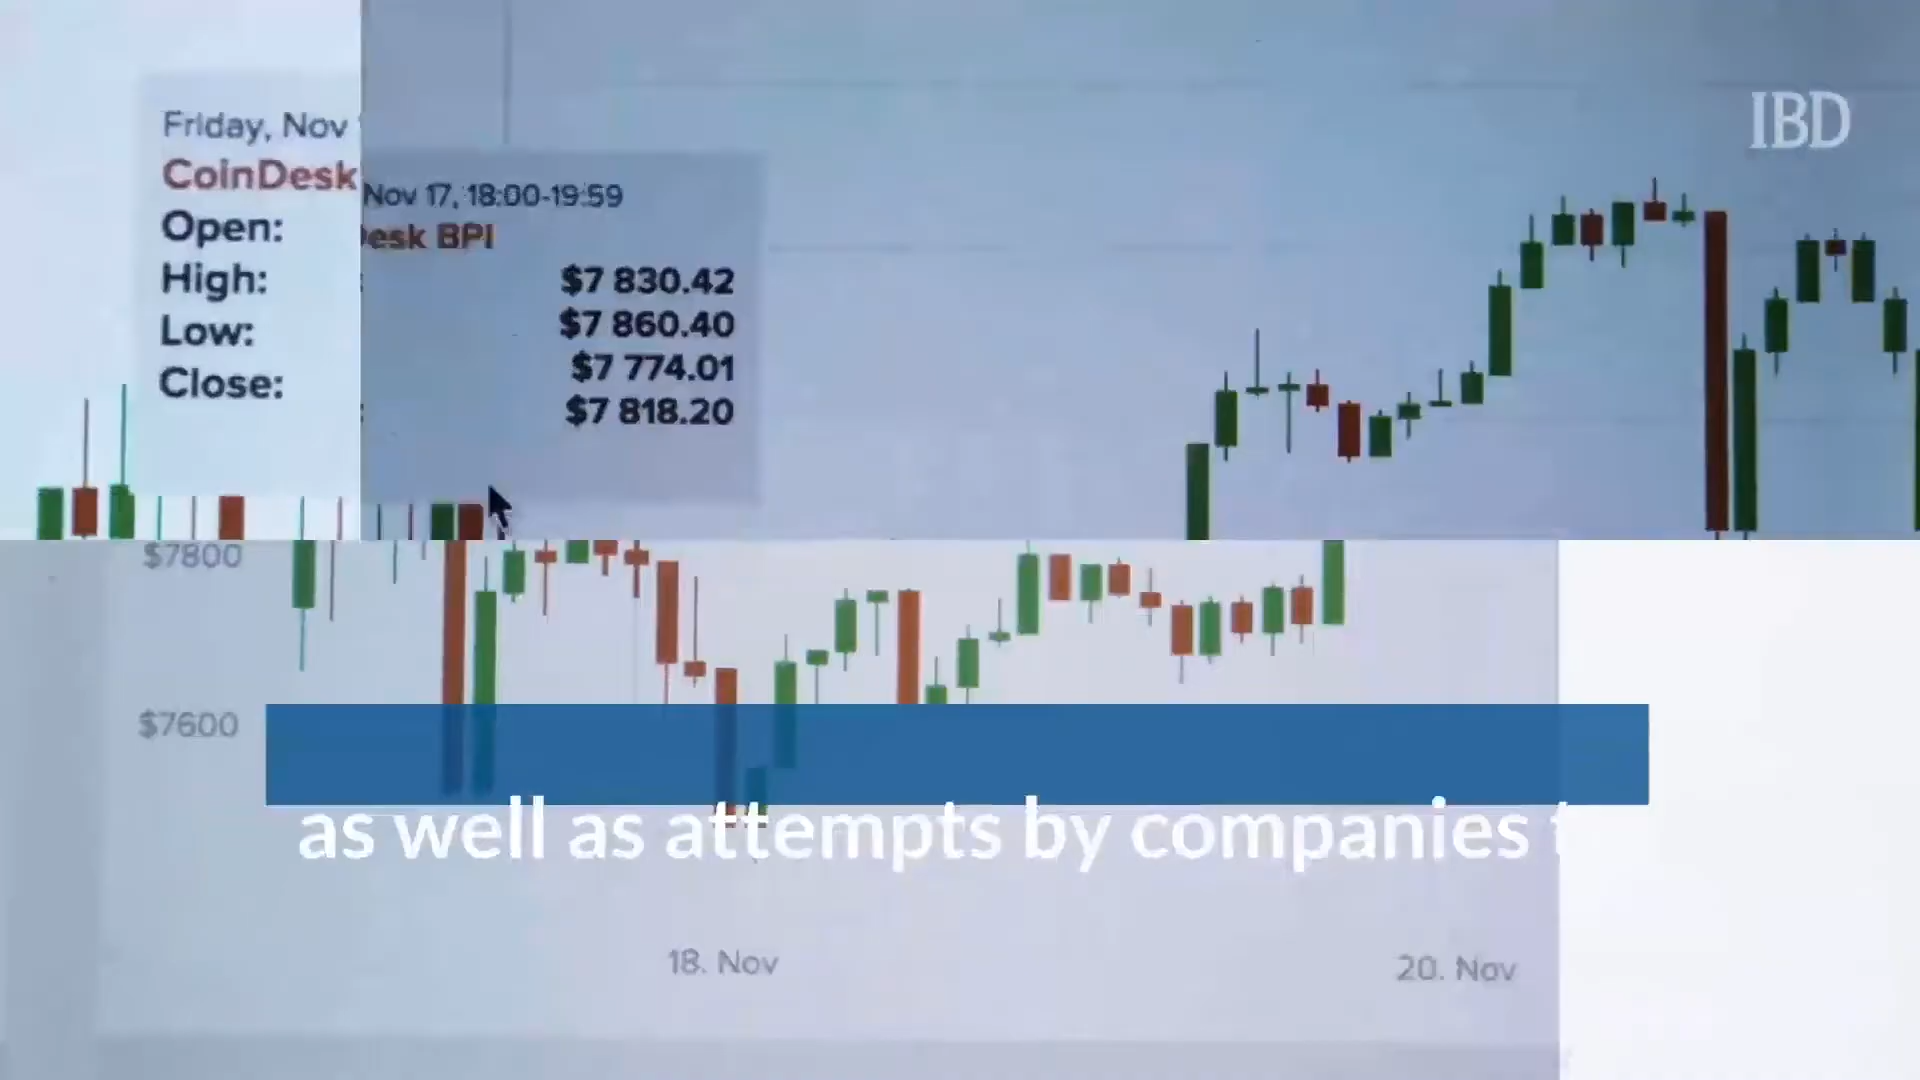 IBD
Friday, Nov
CoinDesk
Open:
High:
Low:
Close:
Nov 17, 18:00-19:59
esk BPI
$7 830.42
$7 860.40
$7 774.01
$7 818.20
$7800
$7600
as well as attempts by companies
18. Nov
20. Nov